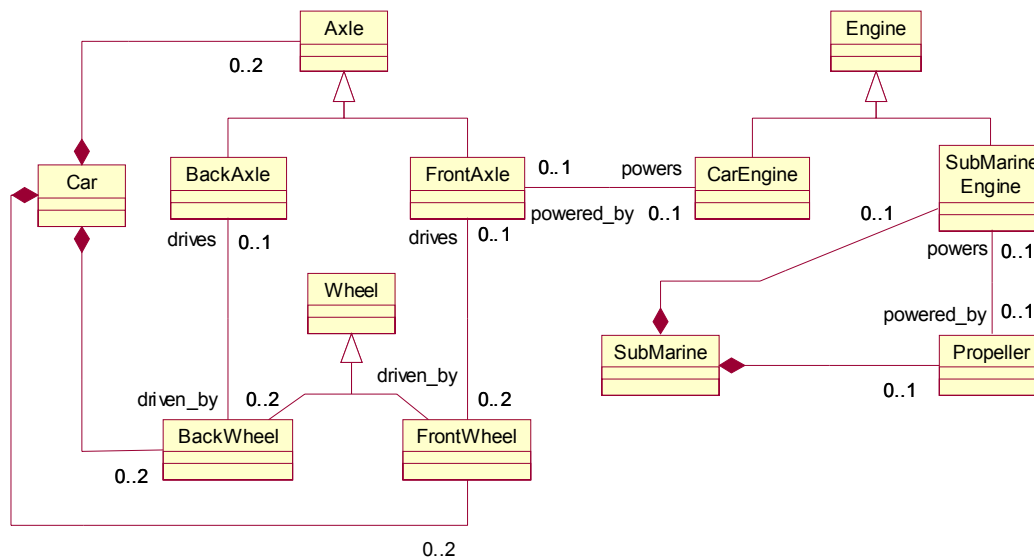 Axle
Engine
0..2
Car
BackAxle
FrontAxle
0..1
powers
CarEngine
SubMarine
Engine
powered_by
0..1
0..1
drives
0..1
drives
0..1
powers
0..1
Wheel
0..1
powered_by
SubMarine
Propeller
driven_by
0..1
driven_by
0..2
0..2
BackWheel
FrontWheel
0..2
0..2